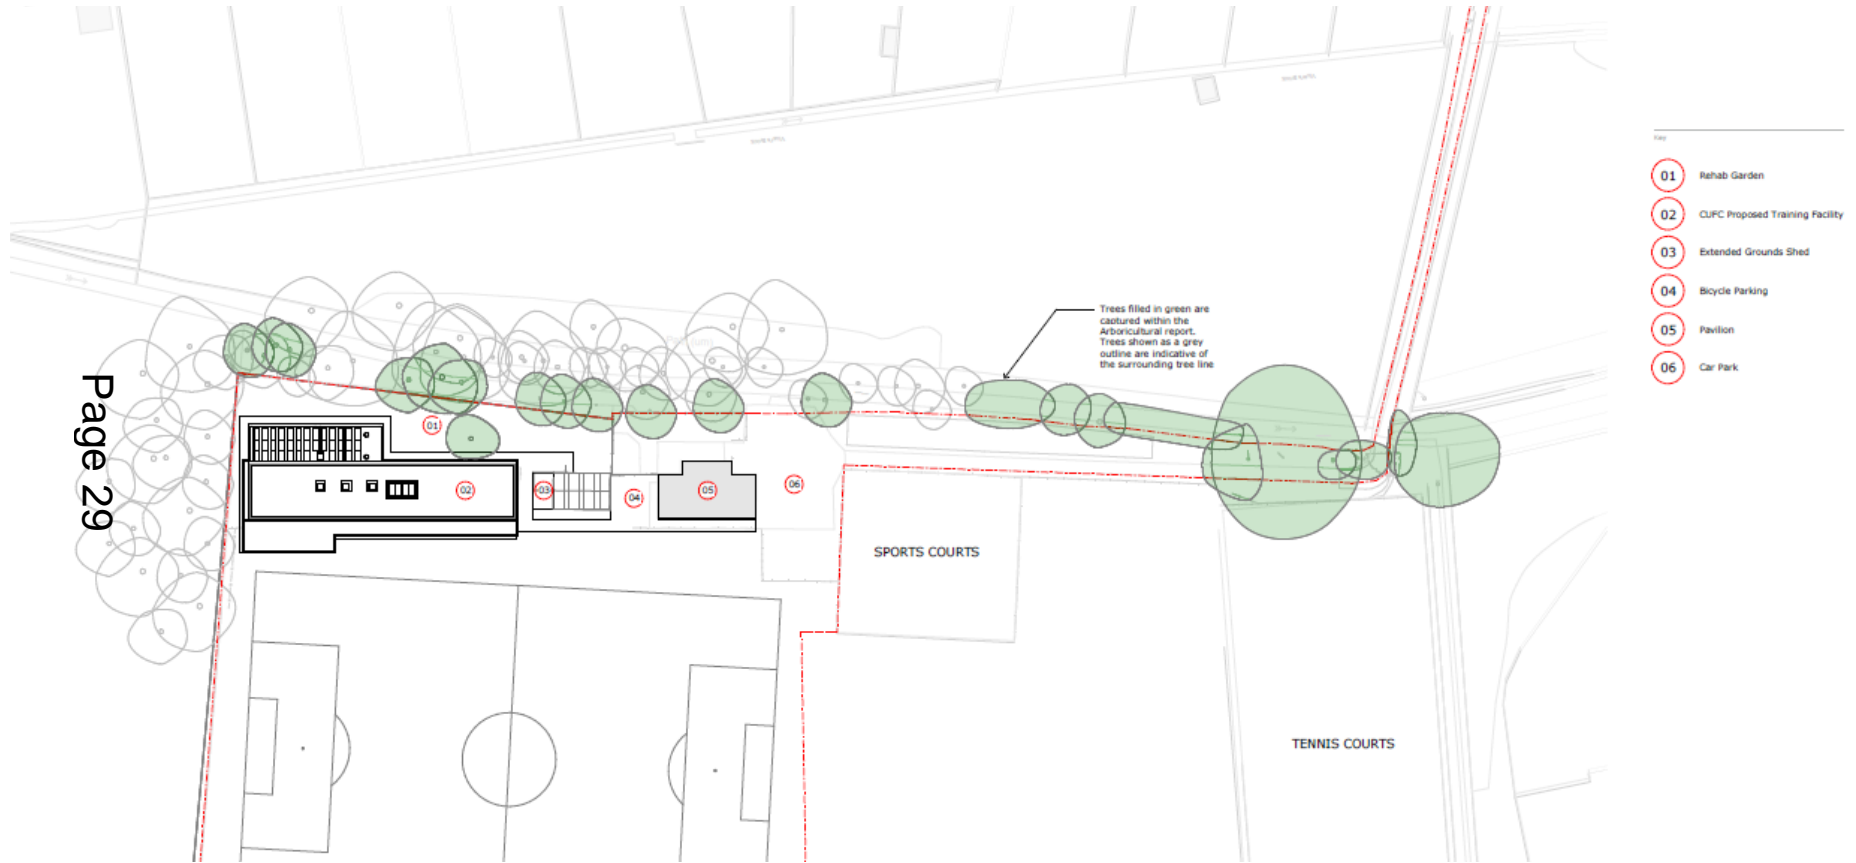 Key
01 Rehab Garden
02 CUFC Proposed Training Facility
03 Extended Grounds Shed
04 Bicycle Parking
05 Pavilion
06 Car Park
Trees filled in green are
captured within the
Arboricultural report.
Trees shown as a grey
outline are indicative of
the surrounding tree line
Page 29
01
02
03
04
05
06
SPORTS COURTS
TENNIS COURTS